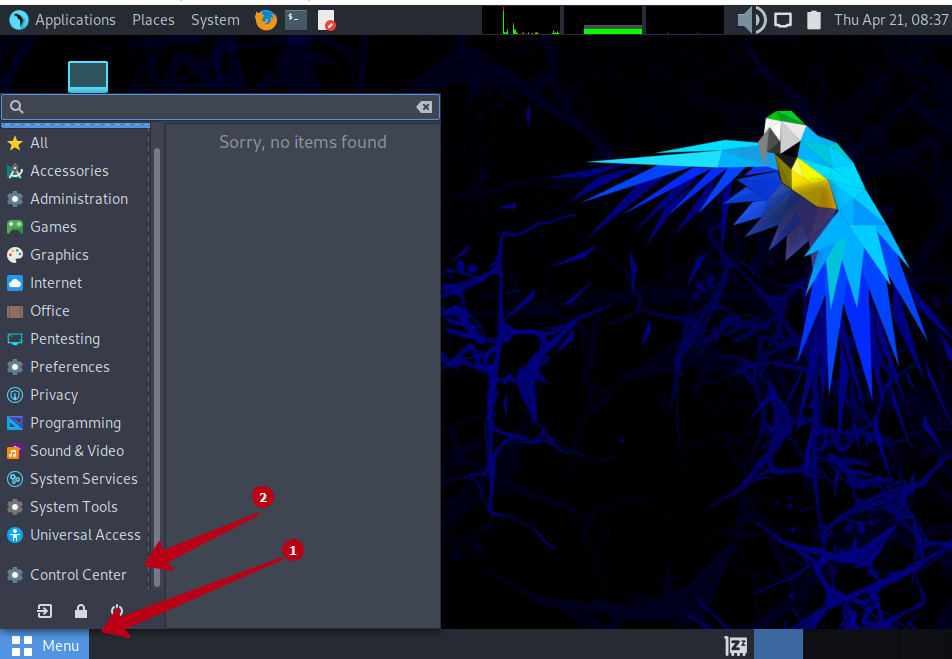 Applications Places System $- Thu Apr 21, 08:37
Sorry, no items found
All
Accessories
Administration
Games
Graphics
Internet
Office
Pentesting
Preferences
Privacy
Programming
Sound & Video
System Services
System Tools
Universal Access
2
1
Control Center
Menu